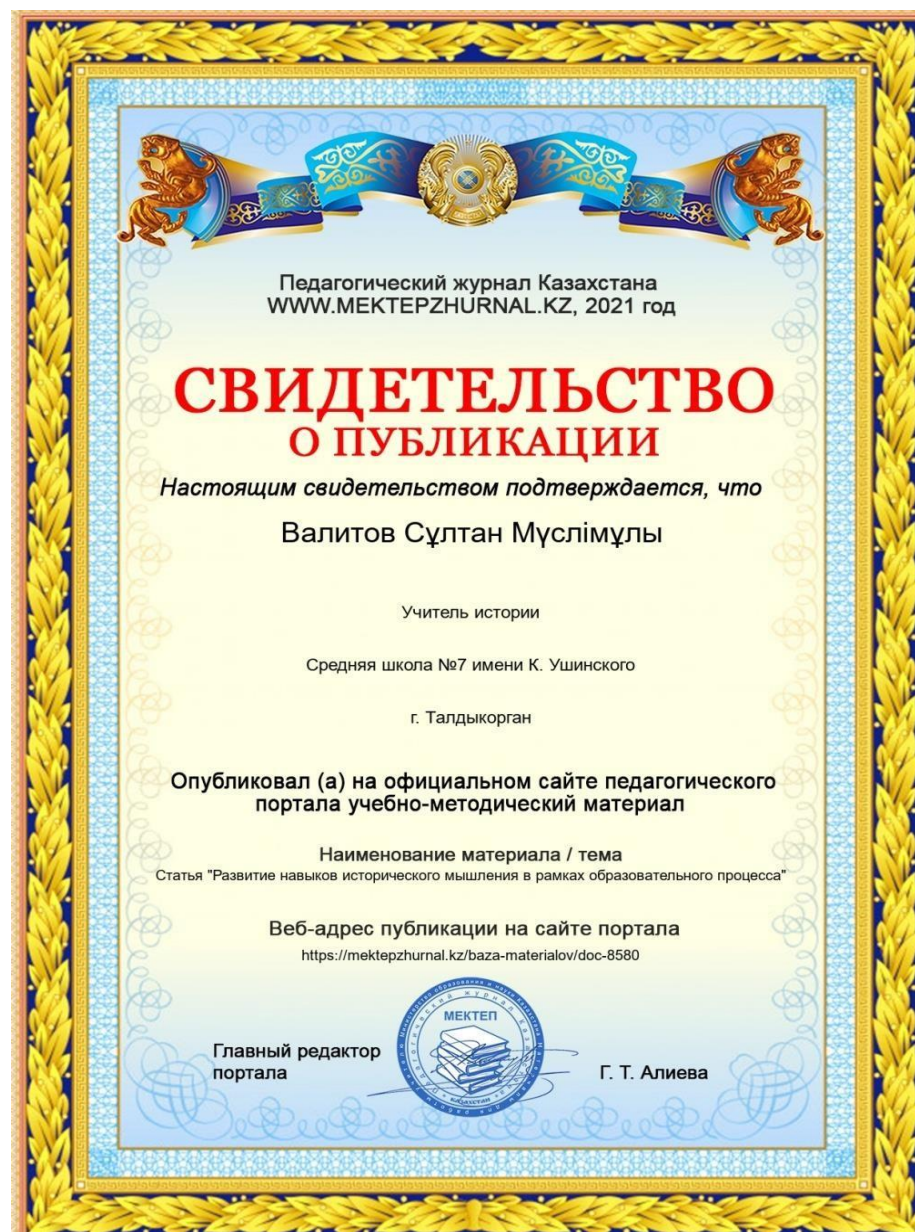 Педагогический журнал Казахстана
WWW.MEKTEPZHURNAL.KZ, 2021 год
СВИДЕТЕЛЬСТВО
О ПУБЛИКАЦИИ
Настоящим свидетельством подтверждается, что
Валитов Сұлтан Мүслімұлы
Учитель истории
Средняя школа №7 имени К. Ушинского
г. Талдыкорган
Опубликовал (а) на официальном сайте педагогического
портала учебно-методический материал
Наименование материала / тема
Статья "Развитие навыков исторического мышления в рамках образовательного процесса"
Веб-адрес публикации на сайте портала
https://mektepzhurnal.kz/baza-materialov/doc-8580
МЕКТЕП
Главный редактор
портала
Г. Т. Алиева